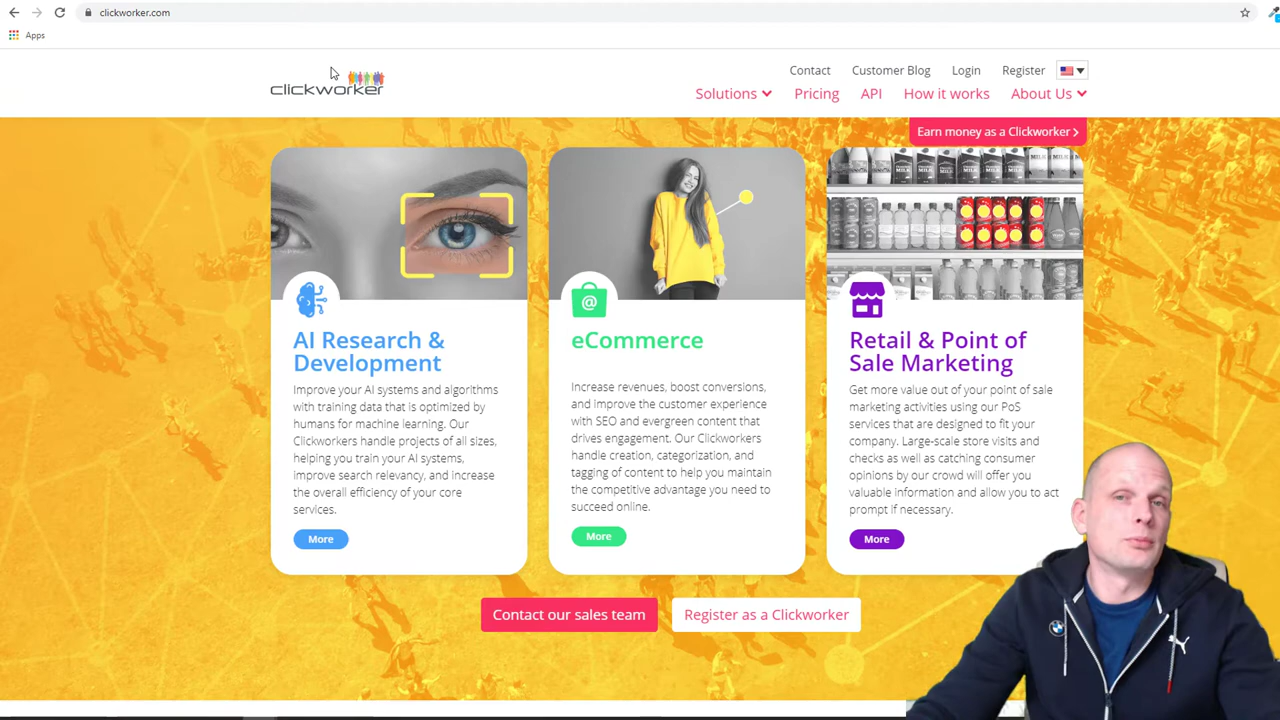 clickworker.com
Apps
clickworker
Contact
Customer Blog
Login
Register
Solutions
Pricing
API
How it works
About Us
Earn money as a Clickworker
AI Research &
Development
Improve your AI systems and algorithms
with training data that is optimized by
humans for machine learning. Our
Clickworkers handle projects of all sizes,
helping you train your AI systems,
improve search relevancy, and increase
the overall efficiency of your core
services.
More
@
eCommerce
Increase revenues, boost conversions,
and improve the customer experience
with SEO and evergreen content that
drives engagement. Our Clickworkers
handle creation, categorization, and
tagging of content to help you maintain
the competitive advantage you need to
succeed online.
More
MILK MILK
Retail & Point of
Sale Marketing
Get more value out of your point of sale
marketing activities using our PoS
services that are designed to fit your
company. Large-scale store visits and
checks as well as catching consumer
opinions by our crowd will offer you
valuable information and allow you to act
prompt if necessary.
More
Contact our sales team
Register as a Clickworker